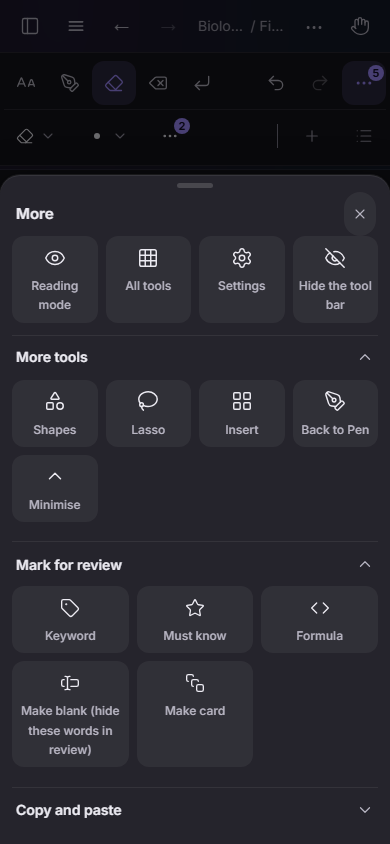 Biolo... / Fi...
AA
5
2
More
Reading mode
All tools
Settings
Hide the tool bar
More tools
Shapes
Lasso
Insert
Back to Pen
Minimise
Mark for review
Keyword
Must know
Formula
Make blank (hide
these words in
review)
Make card
Copy and paste